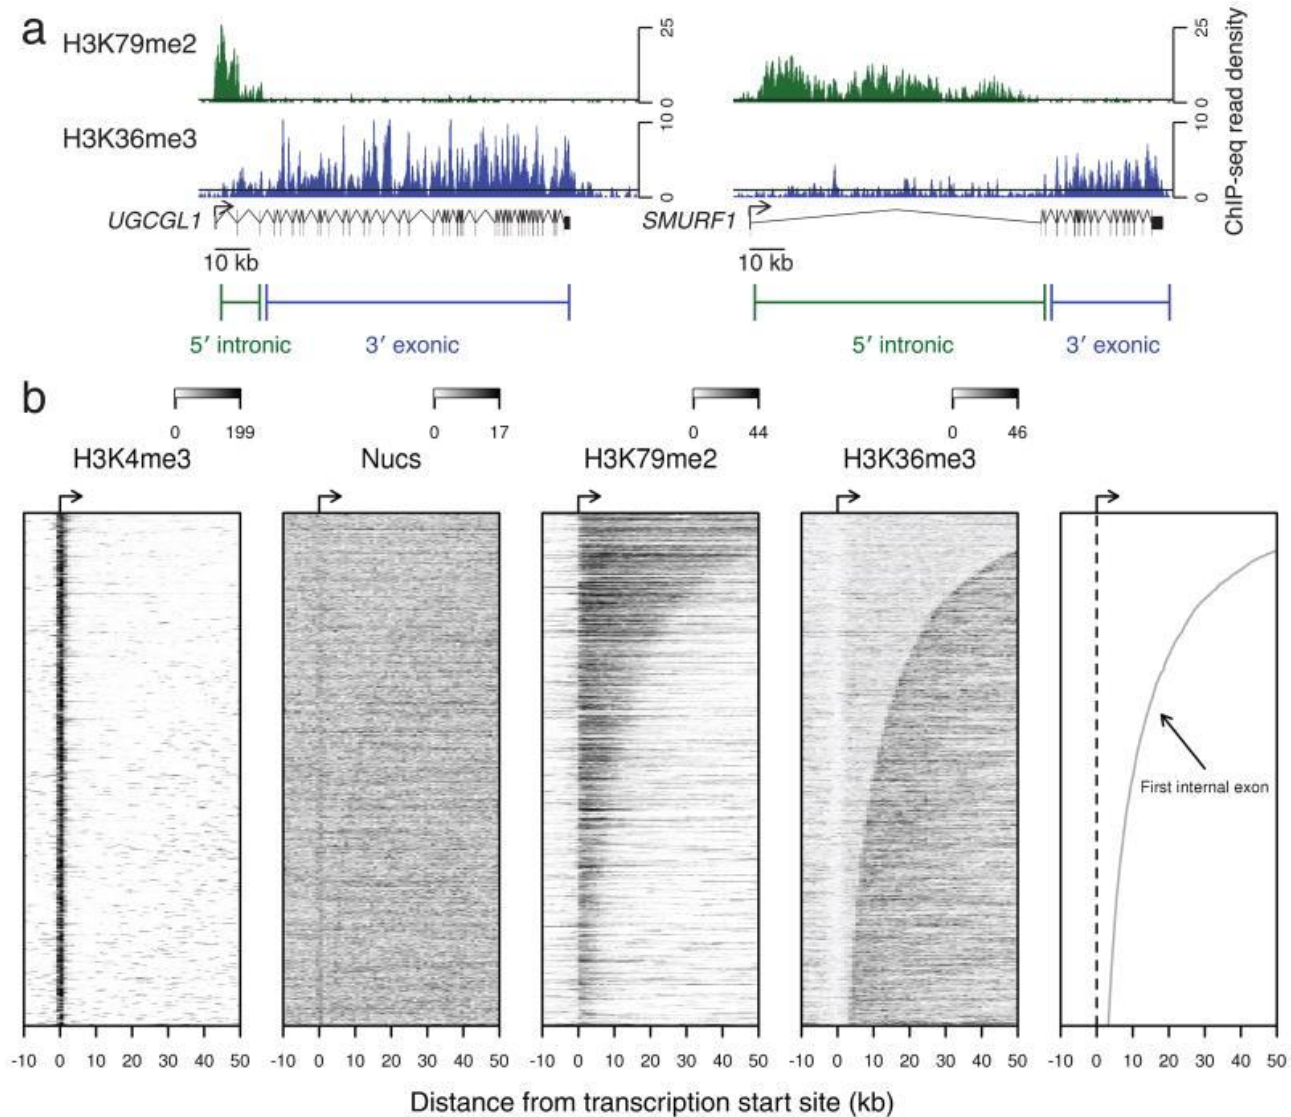 a
H3K79me2
25
0
25
0
H3K36me3
10
0
10
0
ChIP-seq read density
UGCGL1
SMURF1
10 kb
10 kb
5′ intronic
3′ exonic
5′ intronic
3′ exonic
b
0 199
0 17
0 44
0 46
H3K4me3
Nucs
H3K79me2
H3K36me3
First internal exon
-10 0 10 20 30 40 50
-10 0 10 20 30 40 50
-10 0 10 20 30 40 50
-10 0 10 20 30 40 50
-10 0 10 20 30 40 50
Distance from transcription start site (kb)